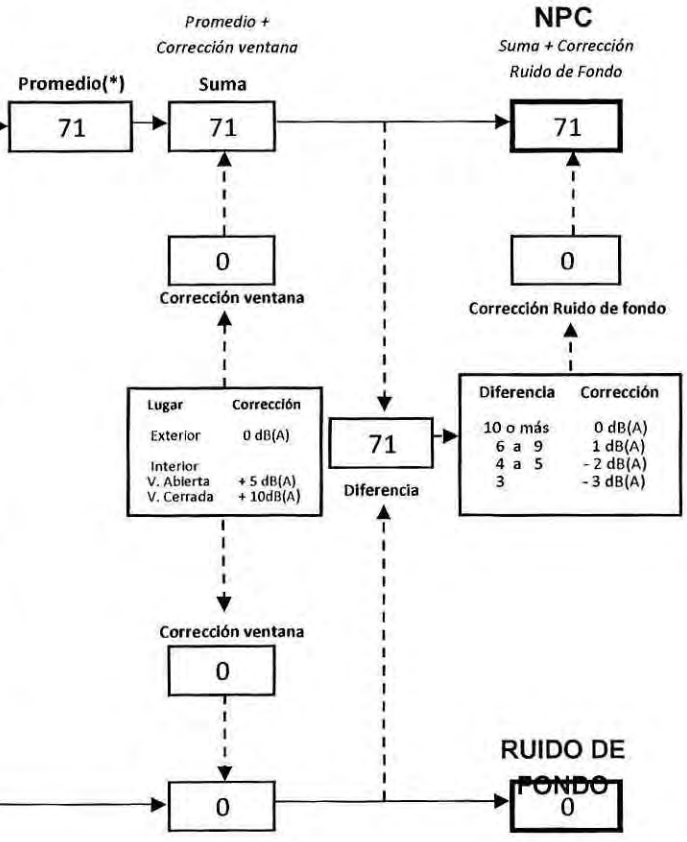 Promedio +
Corrección ventana
NPC
Suma + Corrección
Ruido de Fondo
Promedio(*)
Suma
71
71
71
0
0
Corrección ventana
Corrección Ruido de fondo
Lugar Corrección
Exterior 0 dB(A)
Interior
V. Abierta + 5 dB(A)
V. Cerrada + 10dB(A)
71
Diferencia
Diferencia Corrección
10 o más 0 dB(A)
6 a 9 1 dB(A)
4 a 5 - 2 dB(A)
3 - 3 dB(A)
Corrección ventana
0
RUIDO DE
FONDO
0
0